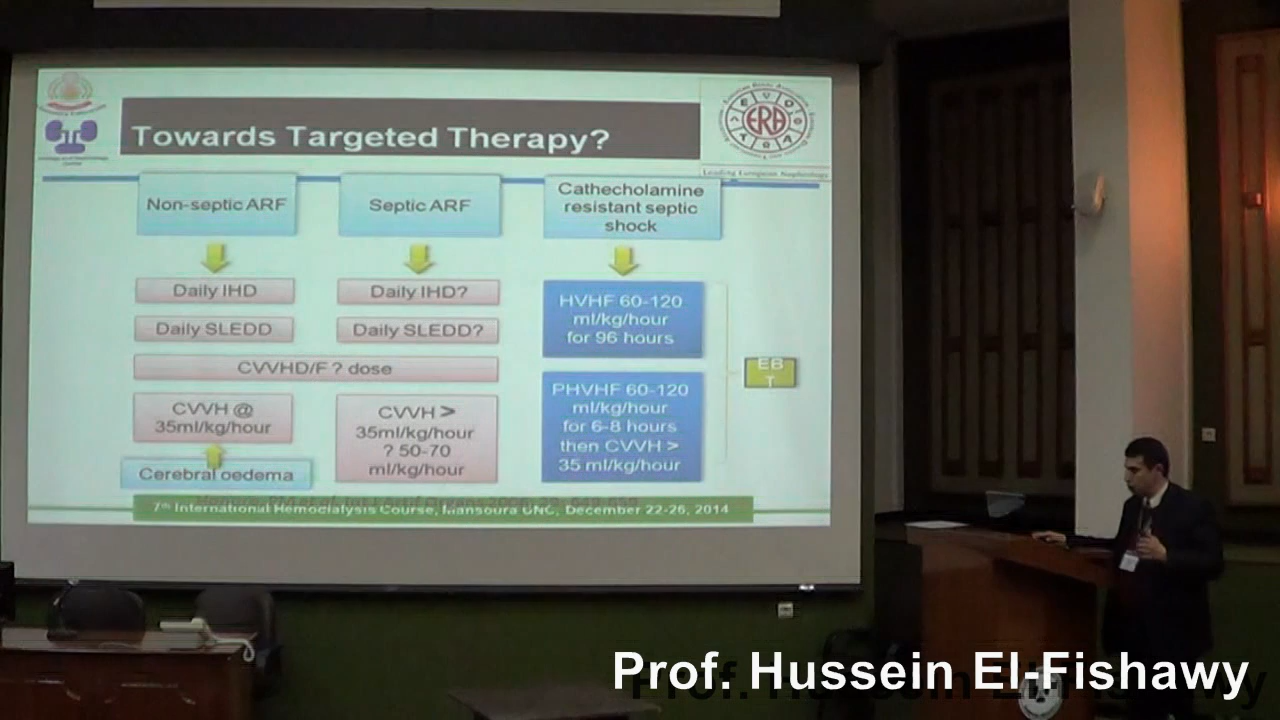 Towards Targeted Therapy?
ERA
Leading European Nephrology
Non-septic ARF
Septic ARF
Cathecholamine
resistant septic
shock
Daily IHD
Daily IHD?
Daily SLEDD
Daily SLEDD?
CVVHD/F ? dose
CVVH @
35ml/kg/hour
CVVH >
35ml/kg/hour
? 50-70
ml/kg/hour
Cerebral oedema
HVHF 60-120
ml/kg/hour
for 96 hours
PHVHF 60-120
ml/kg/hour
for 6-8 hours
then CVVH >
35 ml/kg/hour
EB
T
7th International Hemodialysis Course, Mansoura UNC, December 22-26, 2014
Prof. Hussein El-Fishawy